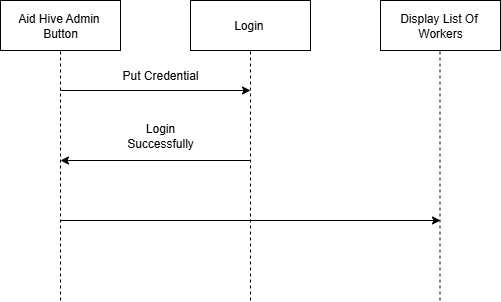 Aid Hive Admin
Button
Login
Display List Of
Workers
Put Credential
Login
Successfully